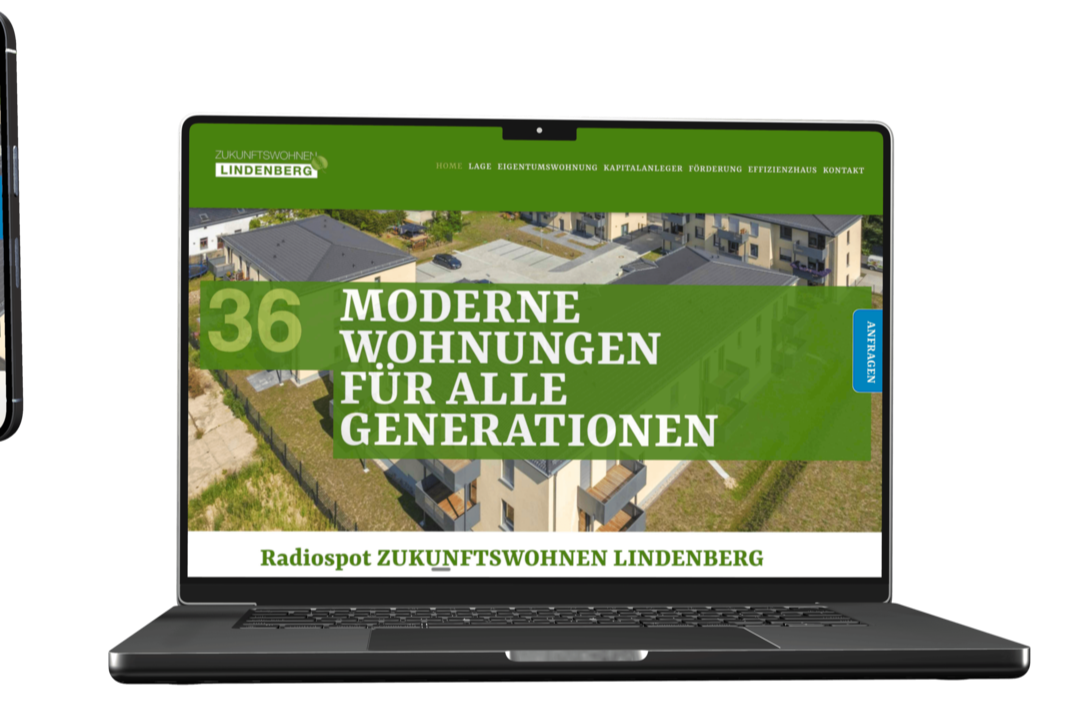 ZUKUNFTSWOHNEN
LINDENBERG
HOME LAGE EIGENTUMSWOHNUNG KAPITALANLEGER FÖRDERUNG EFFIZIENZHAUS KONTAKT
36
MODERNE
WOHNUNGEN
FÜR ALLE
GENERATIONEN
ANFRAGEN
Radiospot ZUKUNFTSWOHNEN LINDENBERG